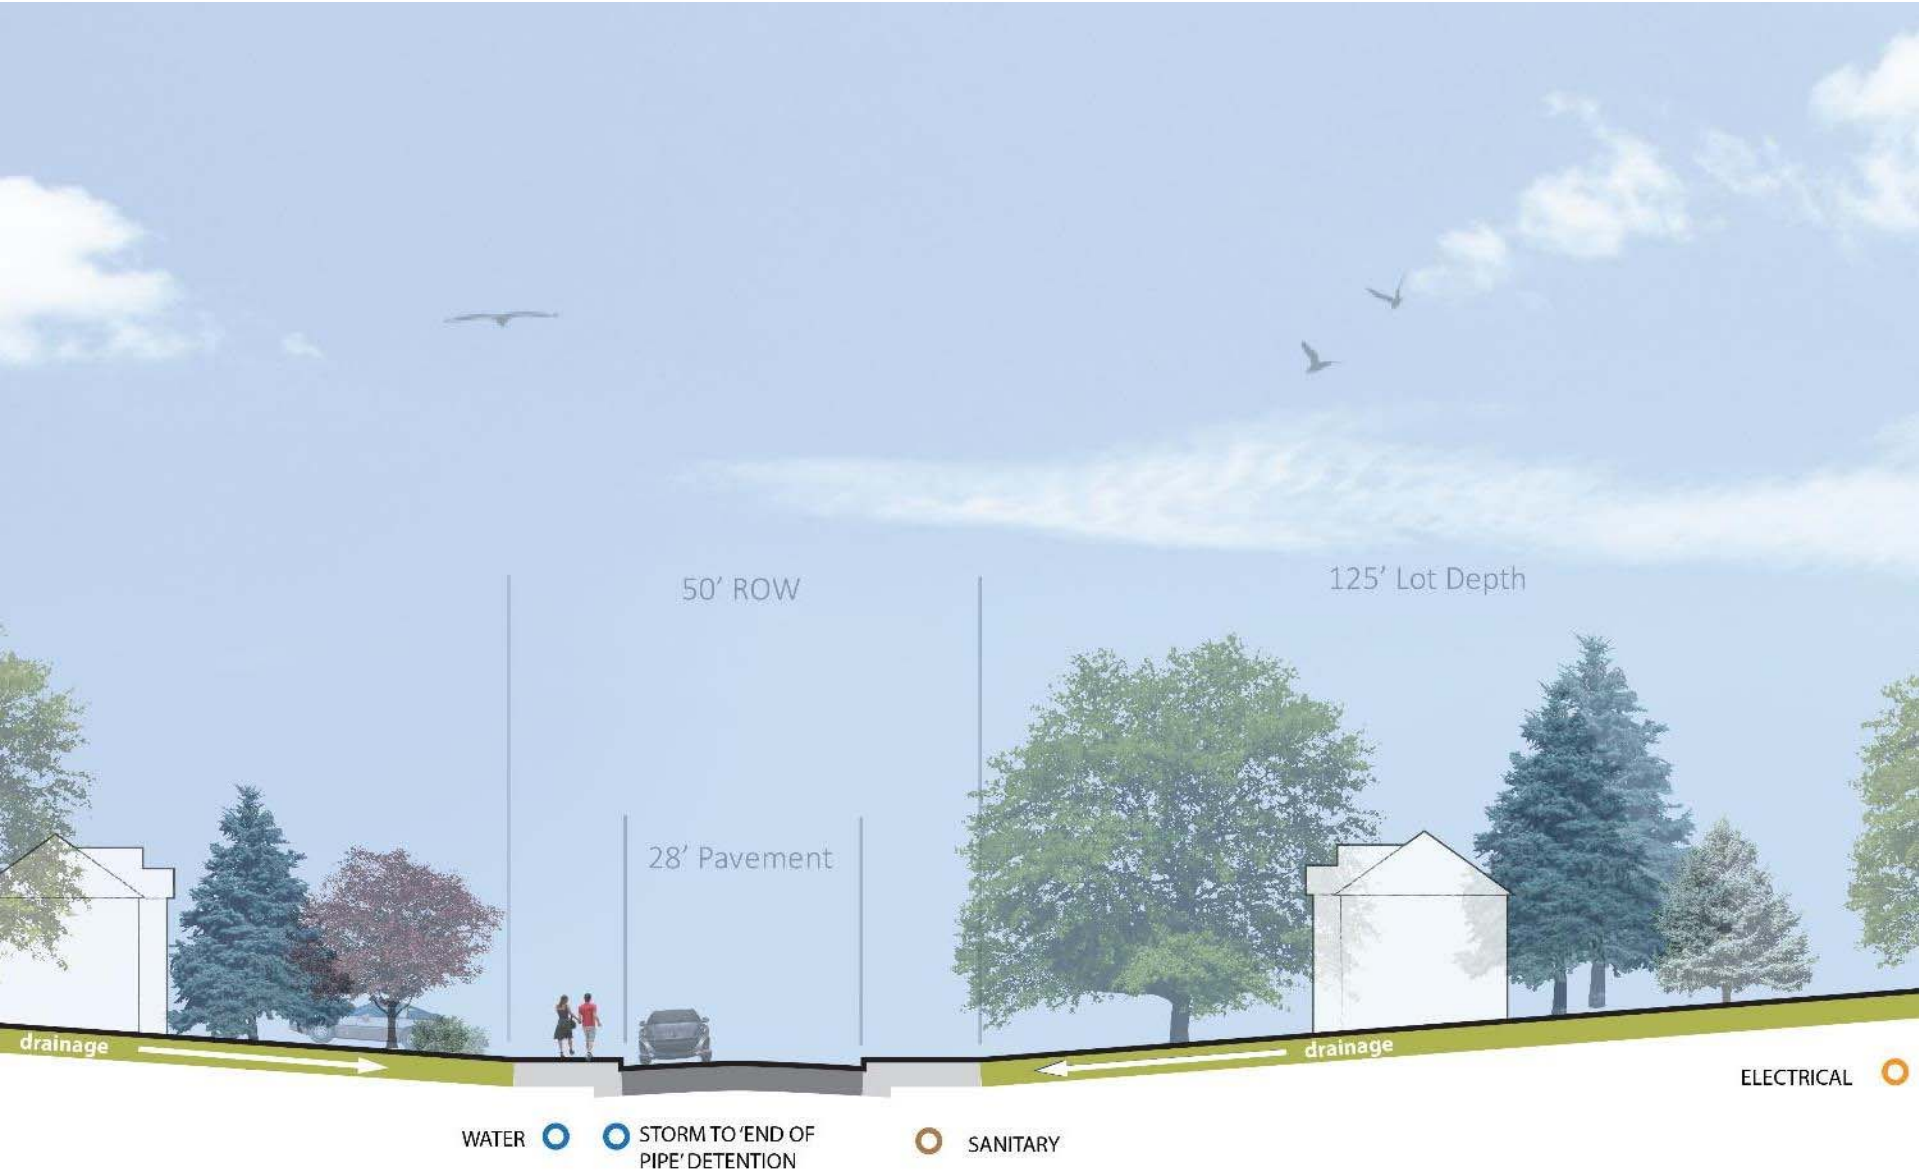 50' ROW
125' Lot Depth
28' Pavement
drainage
drainage
ELECTRICAL
WATER
STORM TO 'END OF
PIPE' DETENTION
SANITARY